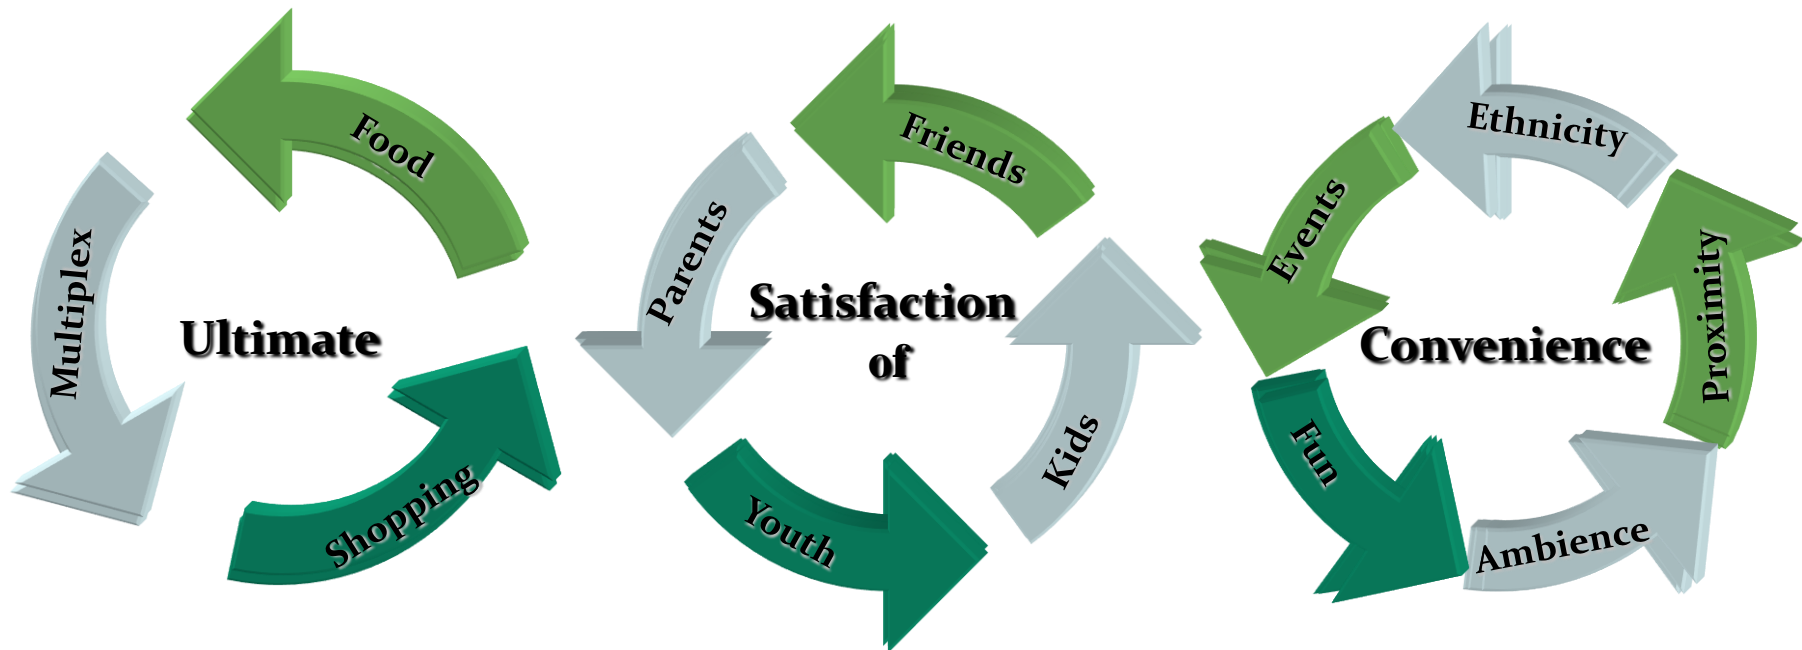 Food
Multiplex
Ultimate
Shopping
Friends
Parents
Satisfaction
of
Kids
Youth
Ethnicity
Events
Proximity
Convenience
Fun
Ambience